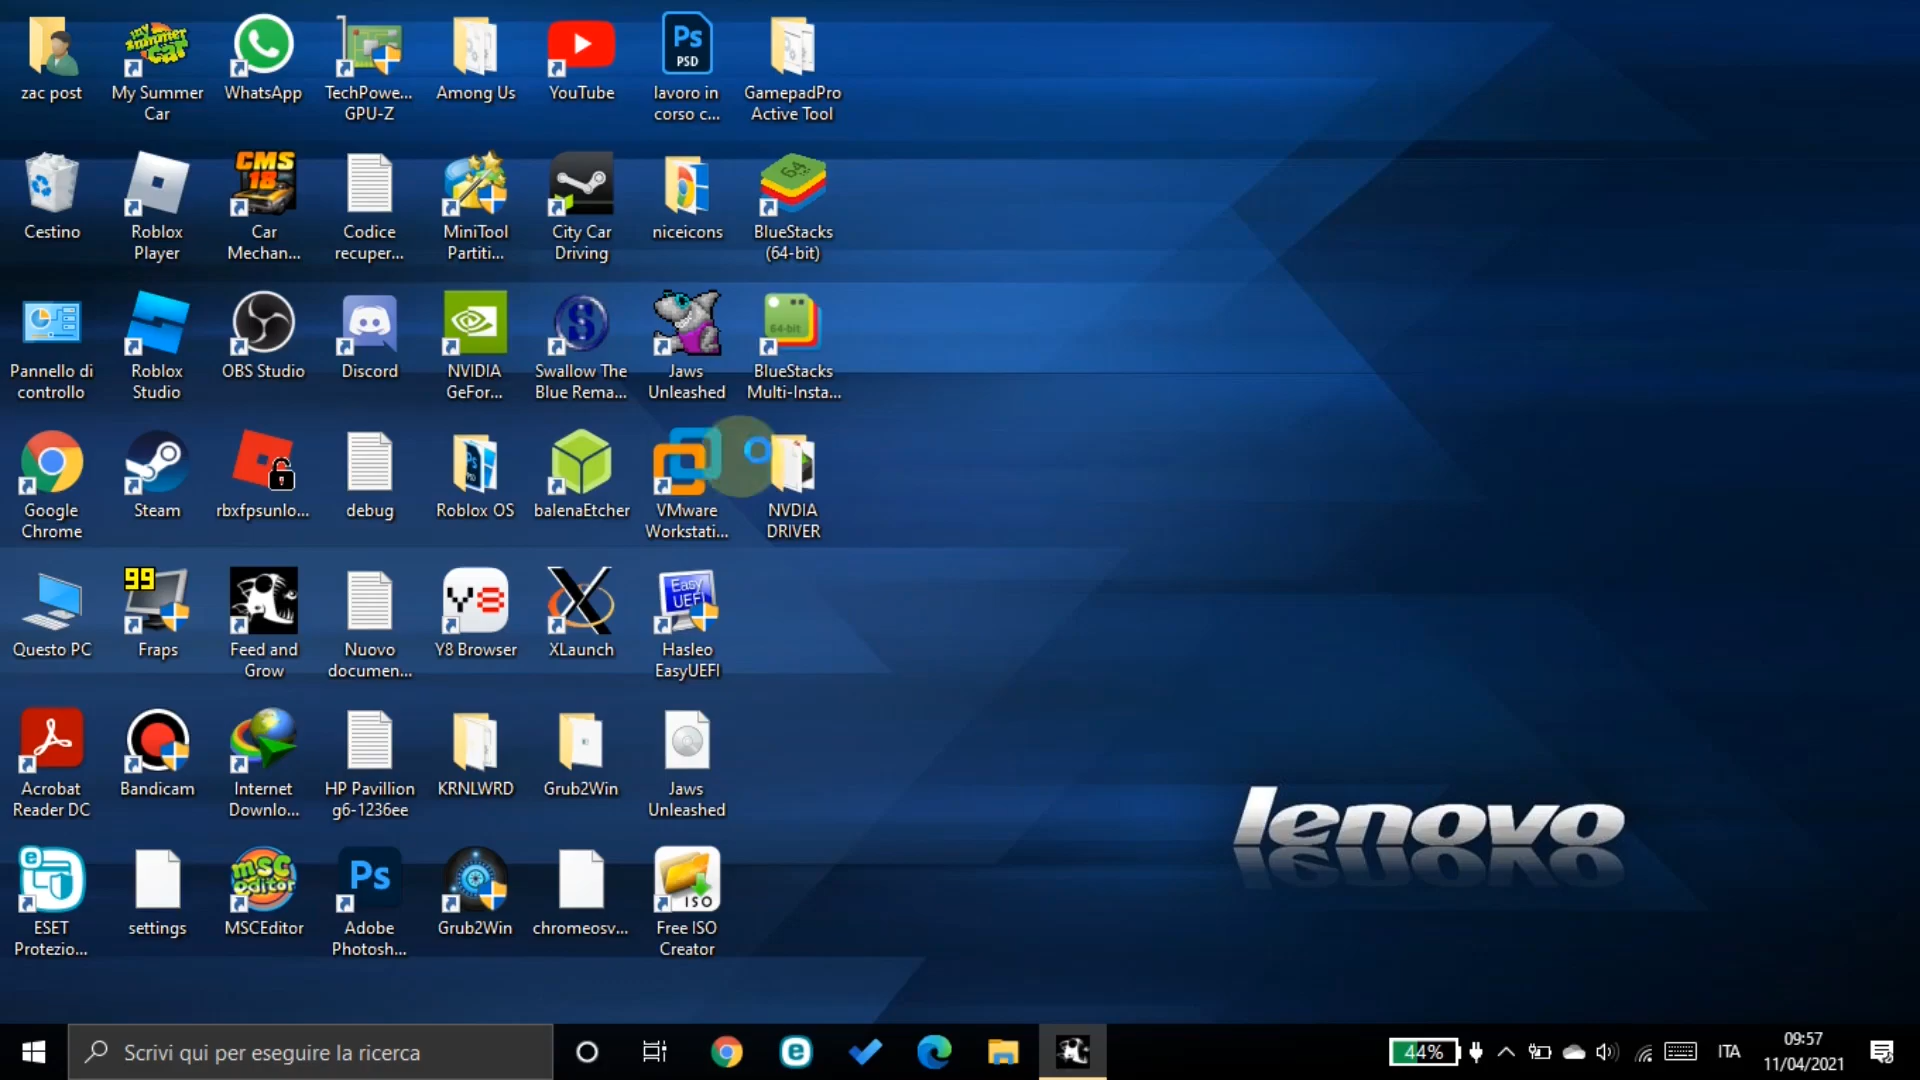 zac post
My Summer
Car
WhatsApp
TechPowe...
GPU-Z
Among Us
YouTube
Ps
PSD
lavoro in
corso c...
GamepadPro
Active Tool
Cestino
Roblox
Player
CMS
18
Car
Mechan...
Codice
recuper...
MiniTool
Partiti...
City Car
Driving
niceicons
64
BlueStacks
(64-bit)
Pannello di
controllo
Roblox
Studio
OBS Studio
Discord
NVIDIA
GeFor...
S
Swallow The
Blue Rema...
Jaws
Unleashed
64-bit
BlueStacks
Multi-Insta...
Google
Chrome
Steam
rbxfpsunlo...
debug
Roblox OS
balenaEtcher
VMware
Workstati...
NVDIA
DRIVER
Questo PC
99
Fraps
Feed and
Grow
Nuovo
documen...
Y8
Y8 Browser
XLaunch
Easy
UEFI
Hasleo
EasyUEFI
Acrobat
Reader DC
Bandicam
Internet
Downlo...
HP Pavillion
g6-1236ee
KRNLWRD
Grub2Win
Jaws
Unleashed
e
ESET
Protezio...
settings
MSC
editor
MSCEditor
Ps
Adobe
Photosh...
Grub2Win
chromeosv...
ISO
Free ISO
Creator
lenovo
Scrivi qui per eseguire la ricerca
e
44%
ITA
09:57
11/04/2021